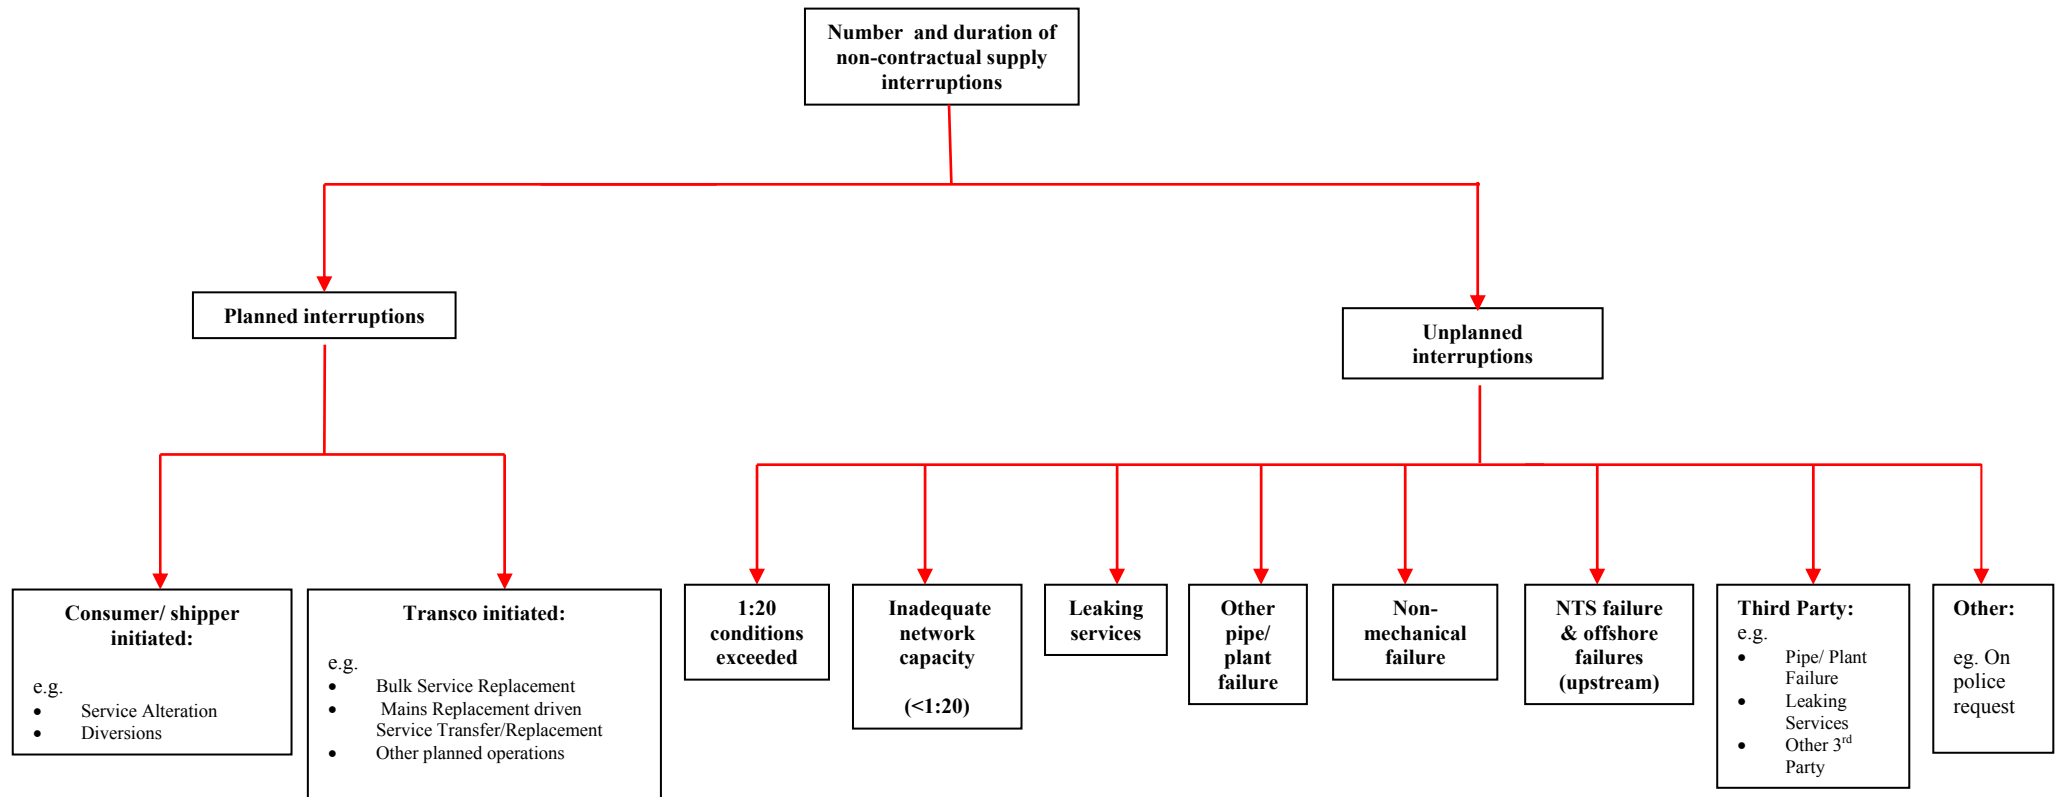 Number and duration of
non-contractual supply
interruptions
Planned interruptions
Unplanned
interruptions
Consumer/ shipper
initiated:
e.g.
• Service Alteration
• Diversions
Transco initiated:
e.g.
• Bulk Service Replacement
• Mains Replacement driven
Service Transfer/Replacement
• Other planned operations
1:20
conditions
exceeded
Inadequate
network
capacity
(<1:20)
Leaking
services
Other
pipe/
plant
failure
Non-
mechanical
failure
NTS failure
& offshore
failures
(upstream)
Third Party:
e.g.
• Pipe/ Plant
Failure
• Leaking
Services
• Other 3rd
Party
Other:
eg. On
police
request